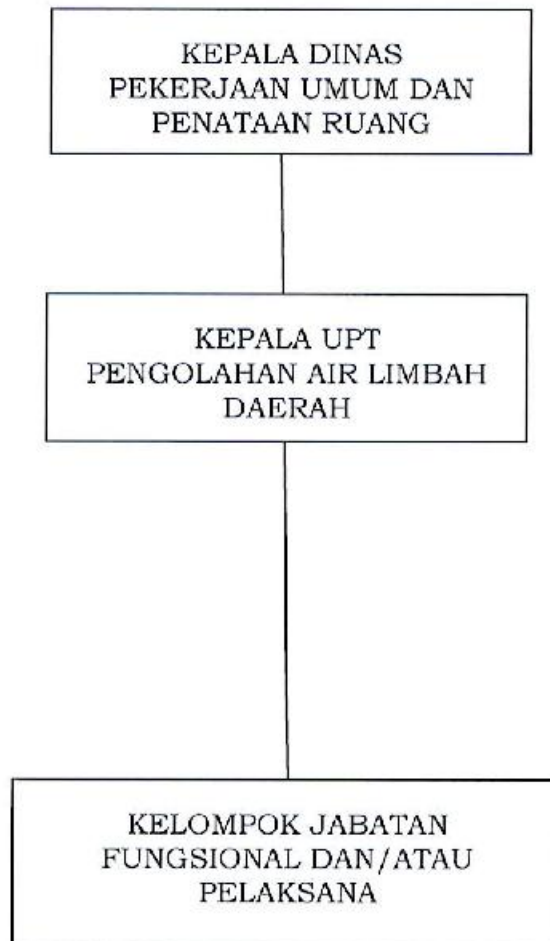 KEPALA DINAS
PEKERJAAN UMUM DAN
PENATAAN RUANG
KEPALA UPT
PENGOLAHAN AIR LIMBAH
DAERAH
KELOMPOK JABATAN
FUNGSIONAL DAN/ATAU
PELAKSANA